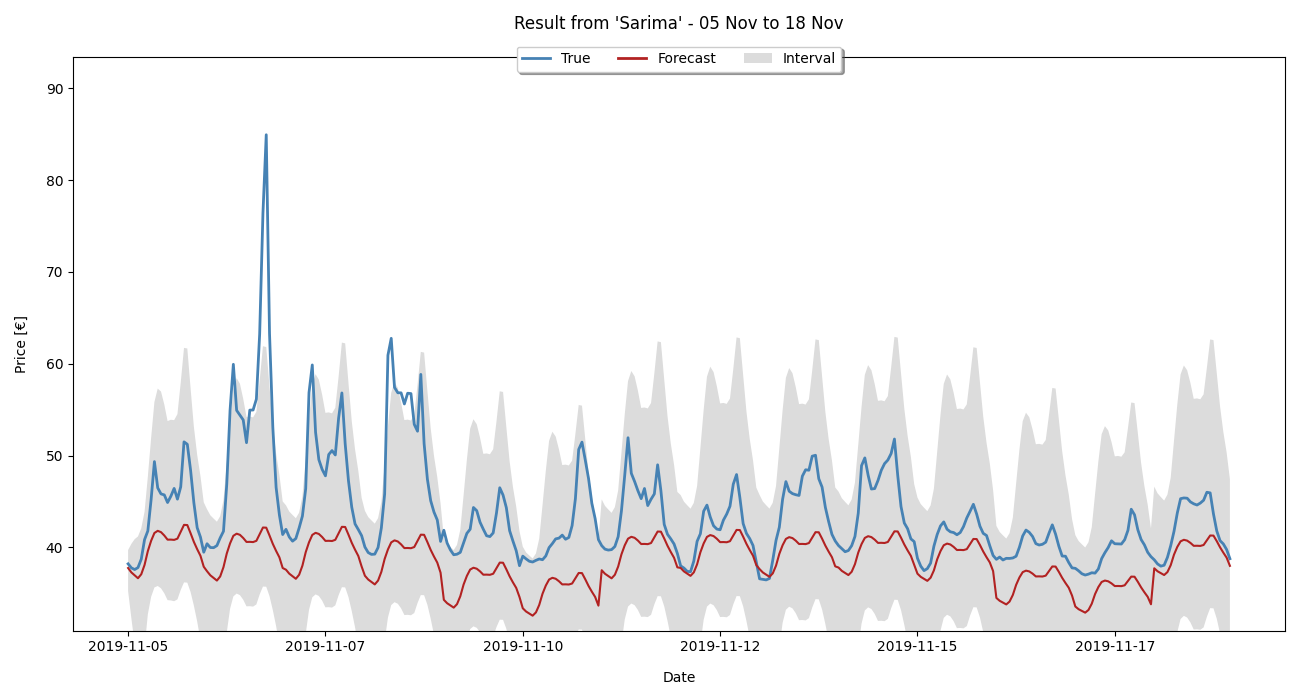 Result from 'Sarima' - 05 Nov to 18 Nov
True Forecast Interval
90
80
70
60
50
40
Price [€]
2019-11-05 2019-11-07 2019-11-10 2019-11-12 2019-11-15 2019-11-17
Date